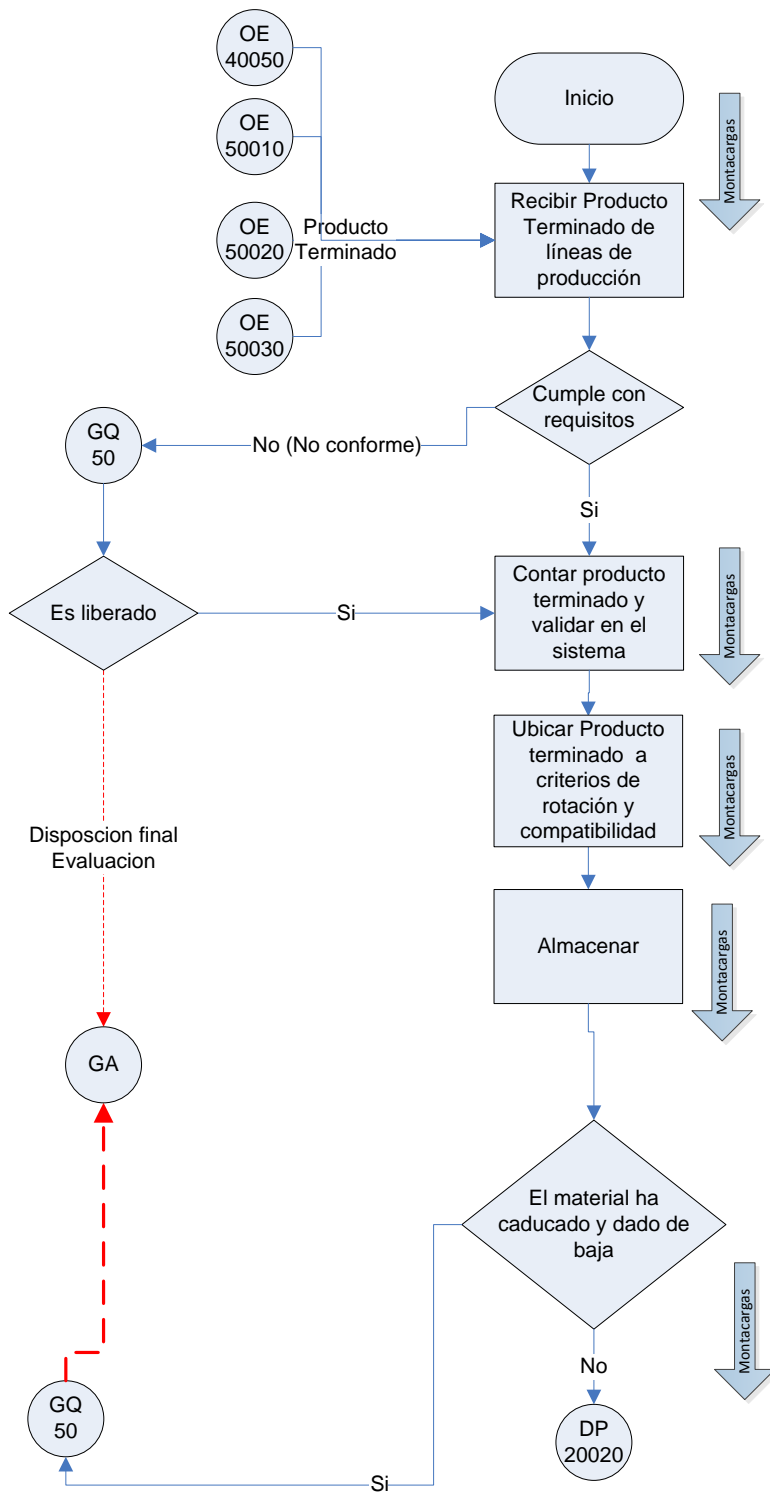 OE
40050
Inicio
Montacargas
OE
50010
Recibir Producto
Terminado de
líneas de
producción
OE
50020
Producto
Terminado
OE
50030
Cumple con
requisitos
GQ
50
No (No conforme)
Si
Es liberado
Si
Contar producto
terminado y
validar en el
sistema
Montacargas
Ubicar Producto
terminado a
criterios de
rotación y
compatibilidad
Montacargas
Disposcion final
Evaluacion
Almacenar
Montacargas
GA
El material ha
caducado y dado de
baja
Montacargas
No
GQ
50
DP
20020
Si